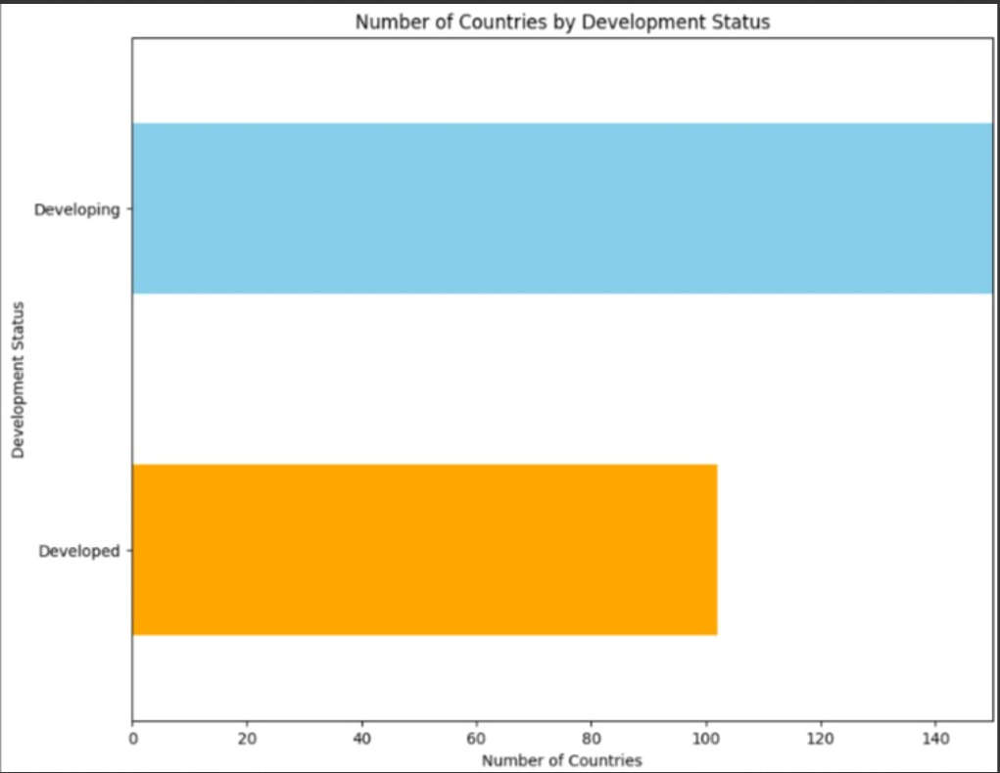 Number of Countries by Development Status
Developing
Development Status
Developed
0 20 40 60 80 100 120 140
Number of Countries